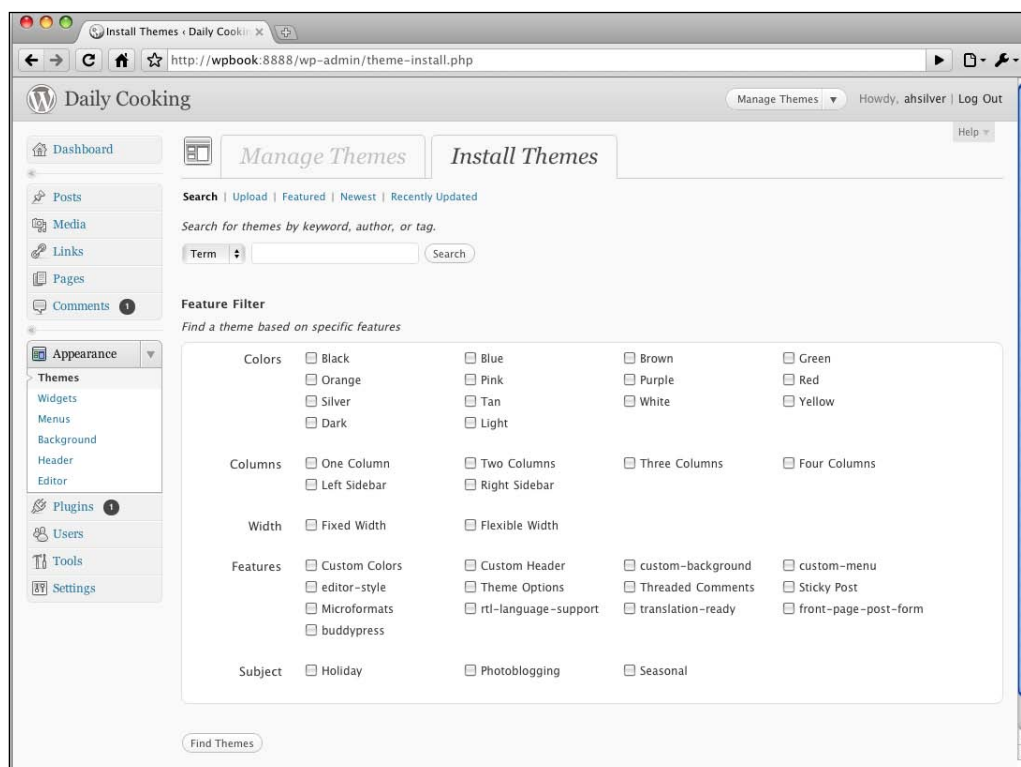 Install Themes ‹ Daily Cookin
http://wpbook:8888/wp-admin/theme-install.php
Daily Cooking
Manage Themes
Howdy, ahsilver | Log Out
Help
Dashboard
Posts
Media
Links
Pages
Comments 1
Appearance
Themes
Widgets
Menus
Background
Header
Editor
Plugins 1
Users
Tools
Settings
Manage Themes
Install Themes
Search | Upload | Featured | Newest | Recently Updated
Search for themes by keyword, author, or tag.
Term
Search
Feature Filter
Find a theme based on specific features
Colors Black Blue Brown Green
Orange Pink Purple Red
Silver Tan White Yellow
Dark Light
Columns One Column Two Columns Three Columns Four Columns
Left Sidebar Right Sidebar
Width Fixed Width Flexible Width
Features Custom Colors Custom Header custom-background custom-menu
editor-style Theme Options Threaded Comments Sticky Post
Microformats rtl-language-support translation-ready front-page-post-form
buddypress
Subject Holiday Photoblogging Seasonal
Find Themes